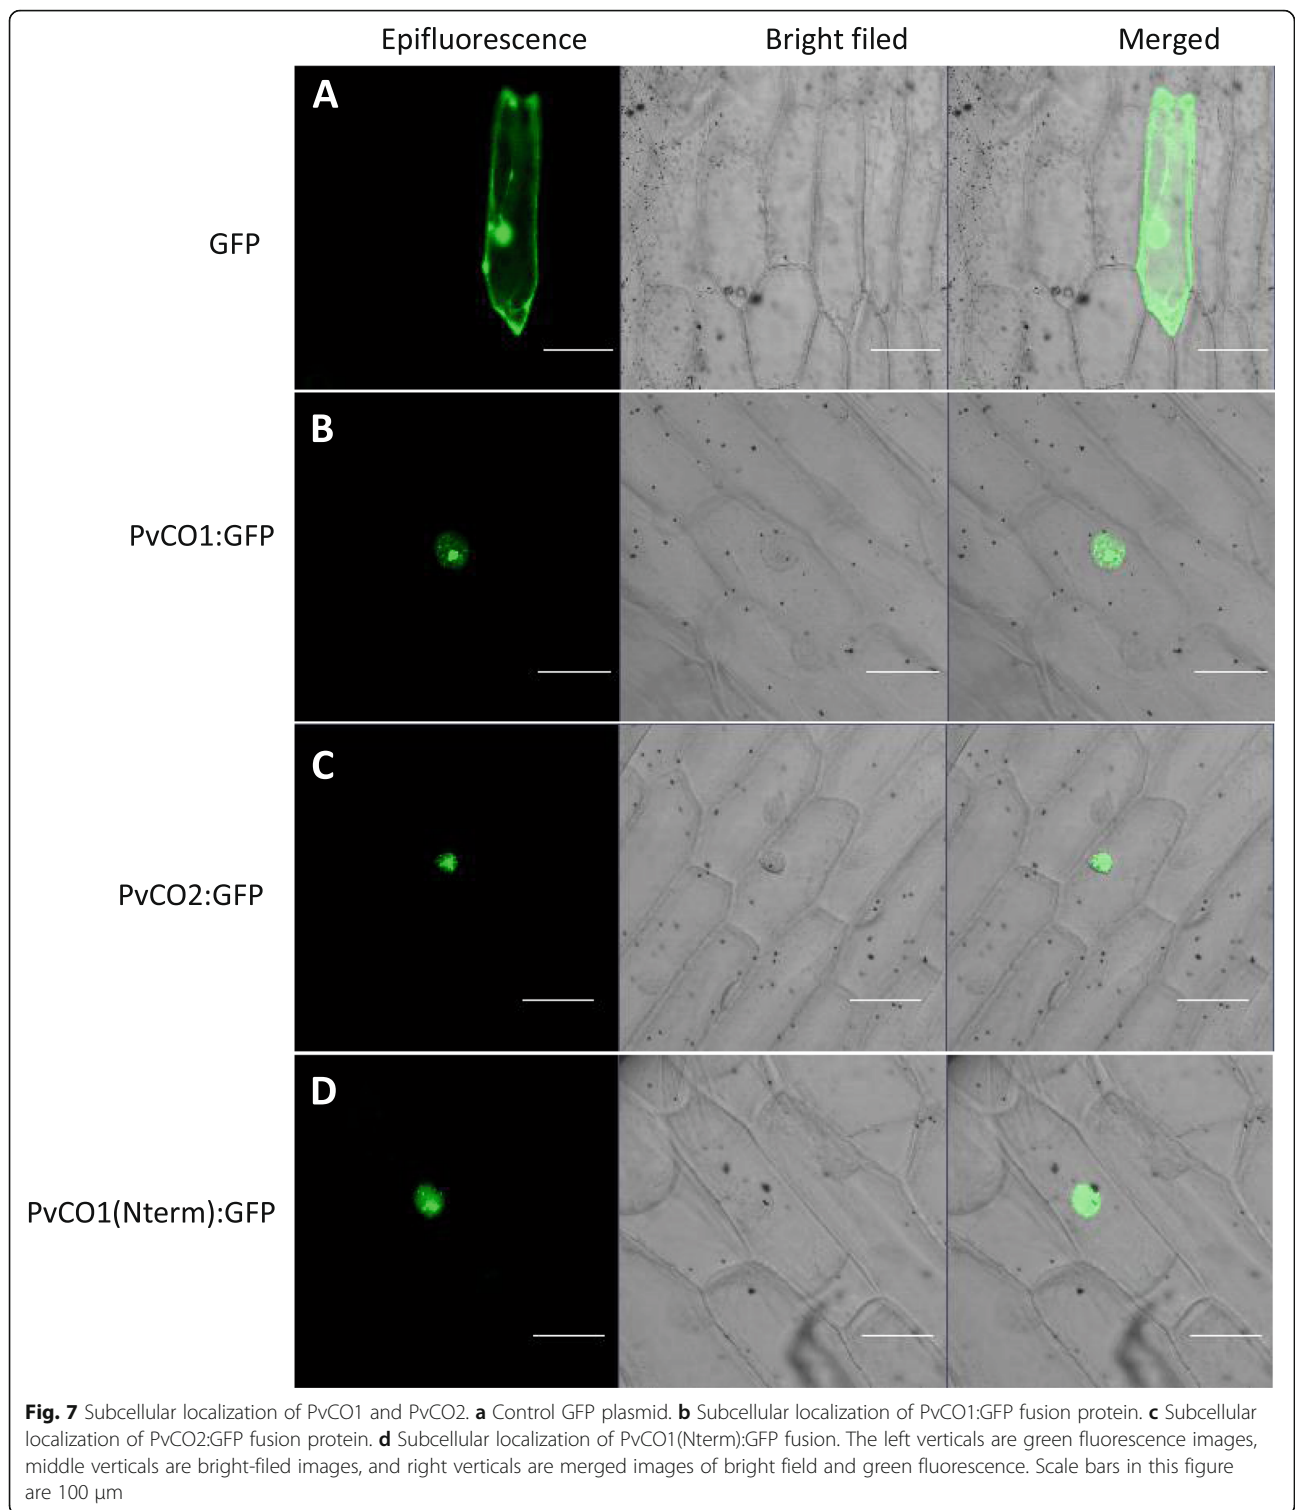 Epifluorescence Bright filed Merged
A
GFP
B
PvCO1:GFP
C
PvCO2:GFP
D
PvCO1(Nterm):GFP
Fig. 7 Subcellular localization of PvCO1 and PvCO2. a Control GFP plasmid. b Subcellular localization of PvCO1:GFP fusion protein. c Subcellular
localization of PvCO2:GFP fusion protein. d Subcellular localization of PvCO1(Nterm):GFP fusion. The left verticals are green fluorescence images,
middle verticals are bright-filed images, and right verticals are merged images of bright field and green fluorescence. Scale bars in this figure
are 100 μm